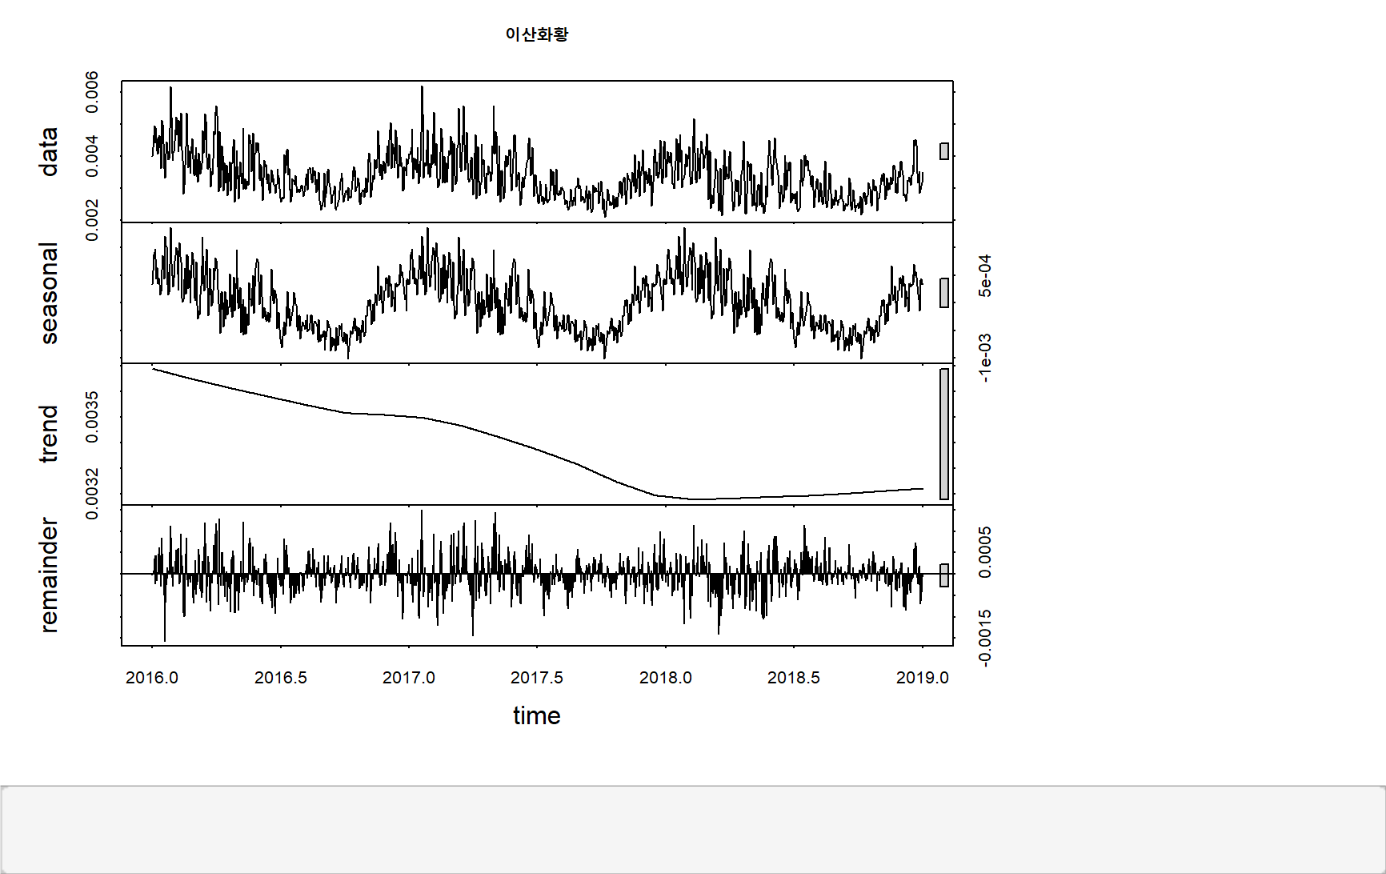 이산화황
data
0.002 0.004 0.006
seasonal
-1e-03 5e-04
trend
0.0032 0.0035
remainder
-0.0015 0.0005
2016.0 2016.5 2017.0 2017.5 2018.0 2018.5 2019.0
time